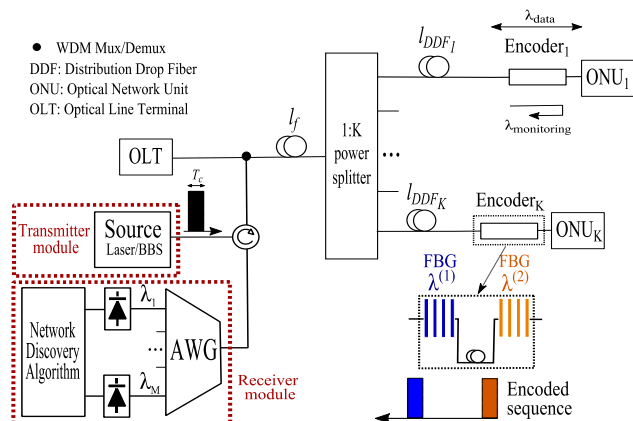 WDM Mux/Demux
DDF: Distribution Drop Fiber
ONU: Optical Network Unit
OLT: Optical Line Terminal
λdata
lDDF1
Encoder1
ONU1
λmonitoring
lf
1:K
power
splitter
...
OLT
Tc
Transmitter
module
Source
Laser/BBS
lDDFK
EncoderK
ONUK
FBG
λ(1)
FBG
λ(2)
Network
Discovery
Algorithm
λ1
...
λM
AWG
Receiver
module
Encoded
sequence